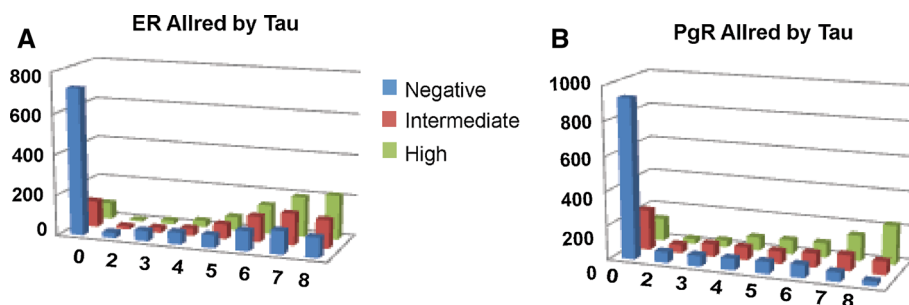 ER Allred by Tau
A
800
600
400
200
0
0 2 3 4 5 6 7 8
Negative
Intermediate
High
PgR Allred by Tau
B
1000
800
600
400
200
0
0 2 3 4 5 6 7 8